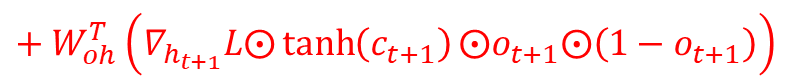 + W_{oh}^T (∇_{h_{t+1}} L⊙ tanh(c_{t+1}) ⊙o_{t+1}⊙(1 − o_{t+1}))